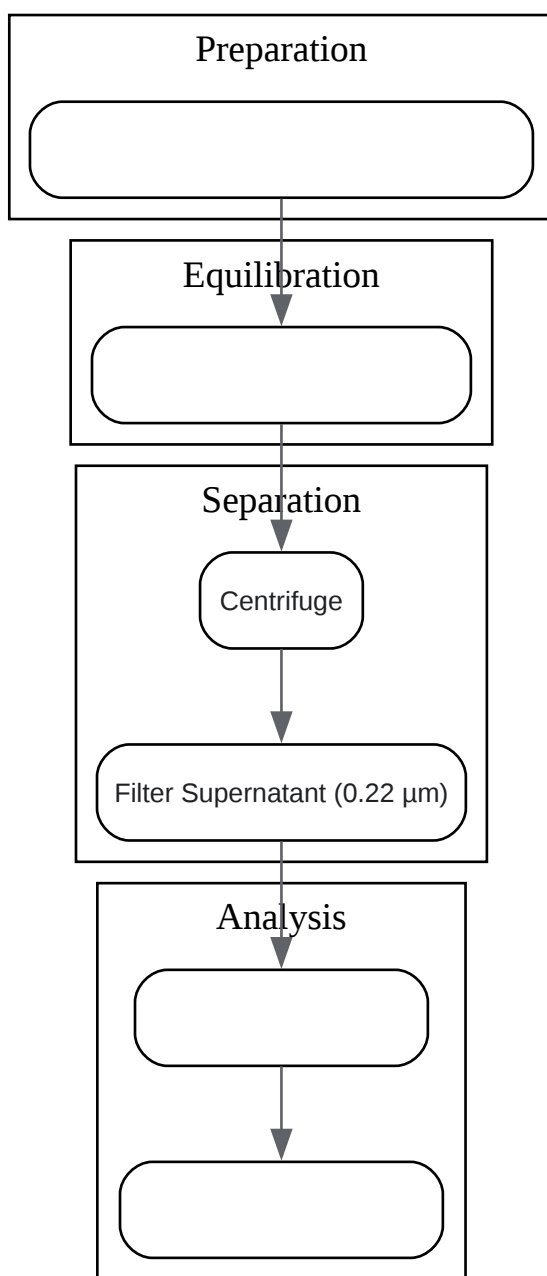 Preparation
Equilibration
Separation
Centrifuge
Filter Supernatant (0.22 µm)
Analysis